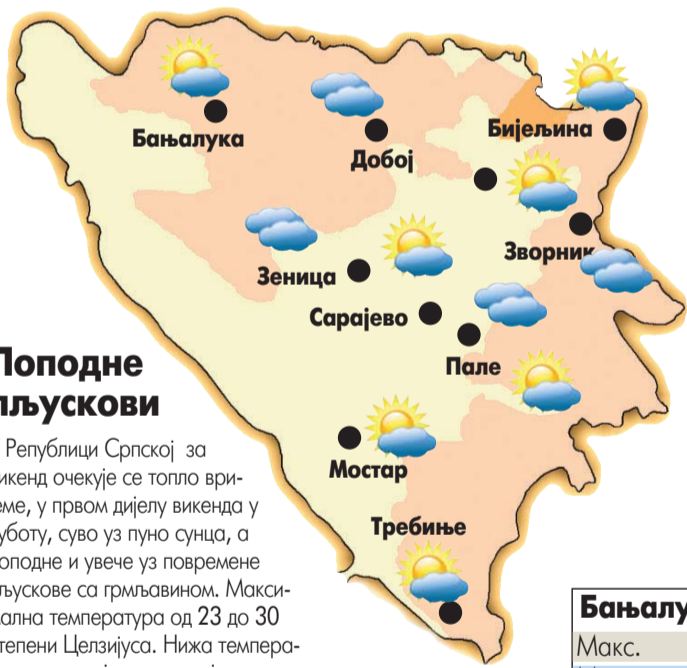 Бањалука
Добој
Бијељина
Зворник
Зеница
Сарајево
Пале
Мостар
Требиње
Поподне
пљускови
Републици Српској за
викенд очекује се топло ври-
еме, у првом дијелу викенда у
суботу, суво уз пуно сунца, а
поподне и увече уз повремене
пљускове са грмљавином. Макси-
мална температура од 23 до 30
степени Целзијуса. Нижа темпера-
Бањалу
Макс.